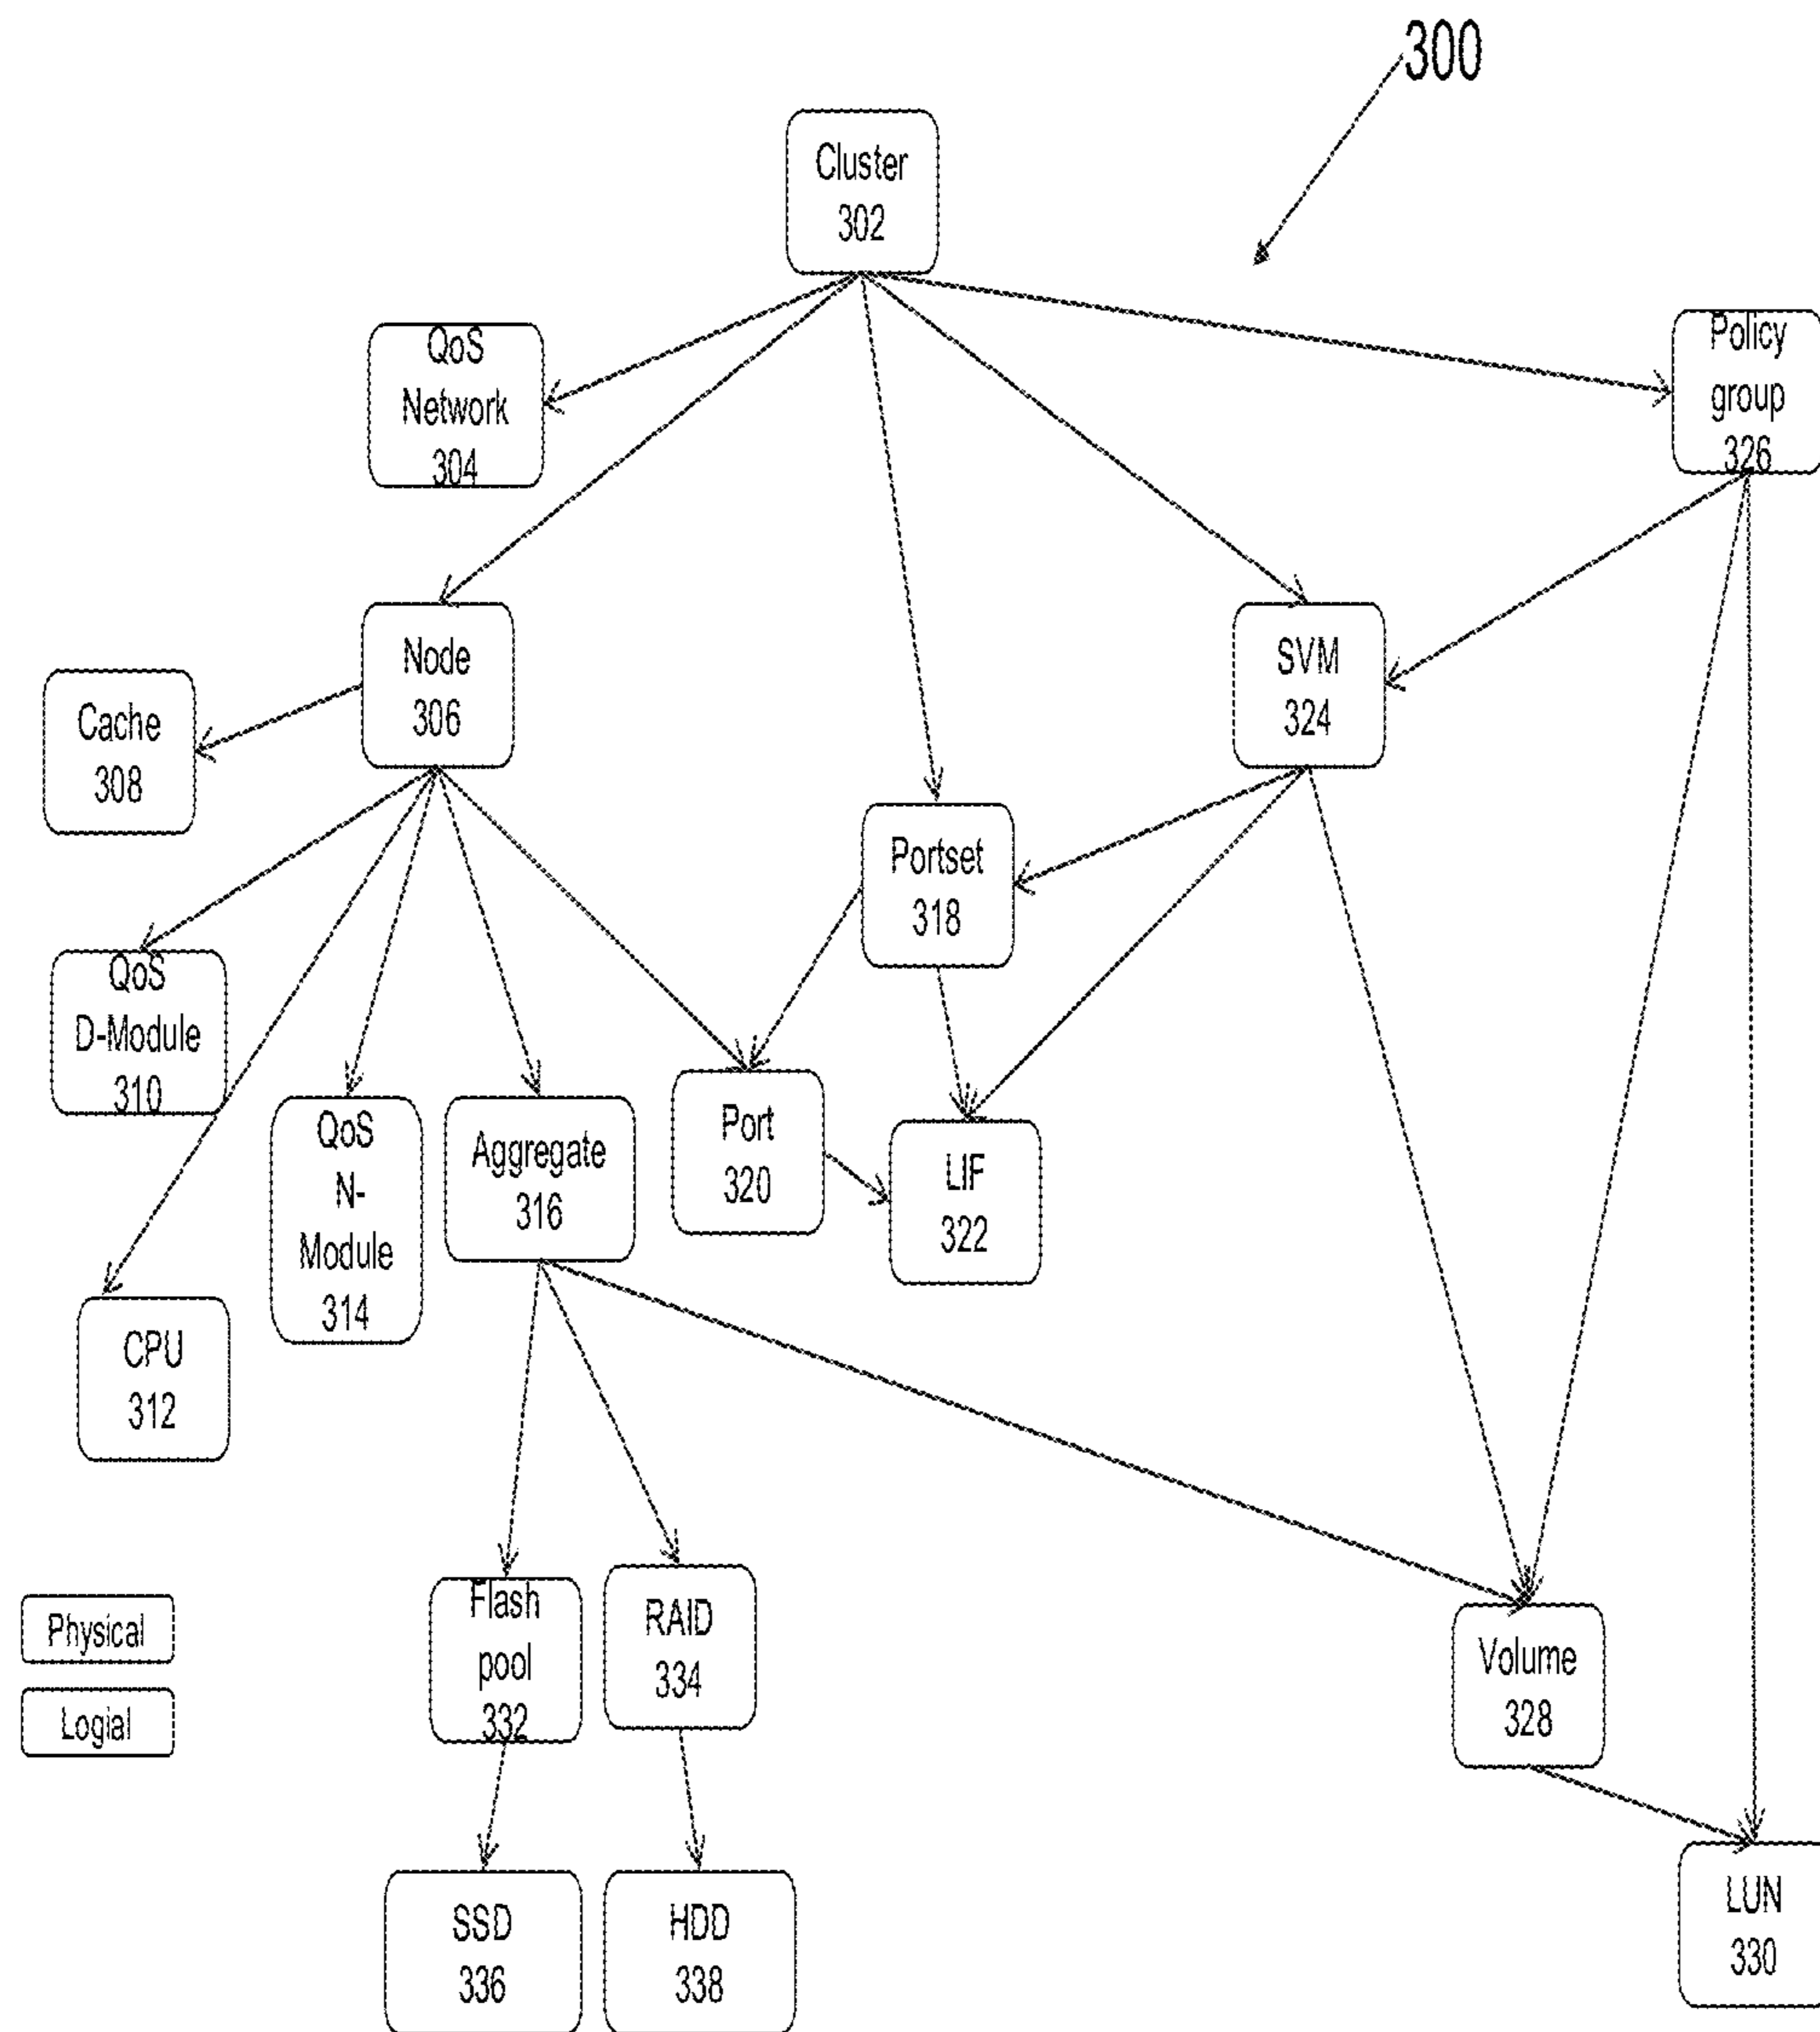 300
Cluster
302
QoS
Network
304
Policy
group
326
Node
306
SVM
324
Cache
308
Portset
318
QoS
D-Module
310
QoS
N-
Module
314
Aggregate
316
Port
320
LIF
322
CPU
312
Flash
pool
332
RAID
334
Physical
Logial
Volume
328
SSD
336
HDD
338
LUN
330